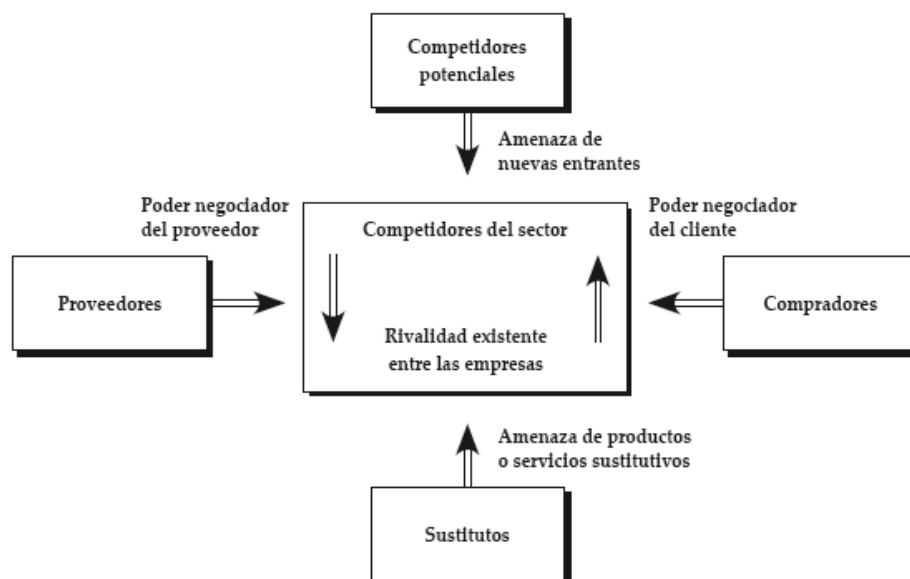 Competidores
potenciales
Amenaza de
nuevas entrantes
Poder negociador
del proveedor
Competidores del sector
Poder negociador
del cliente
Proveedores
Compradores
Rivalidad existente
entre las empresas
Amenaza de productos
o servicios sustitutivos
Sustitutos